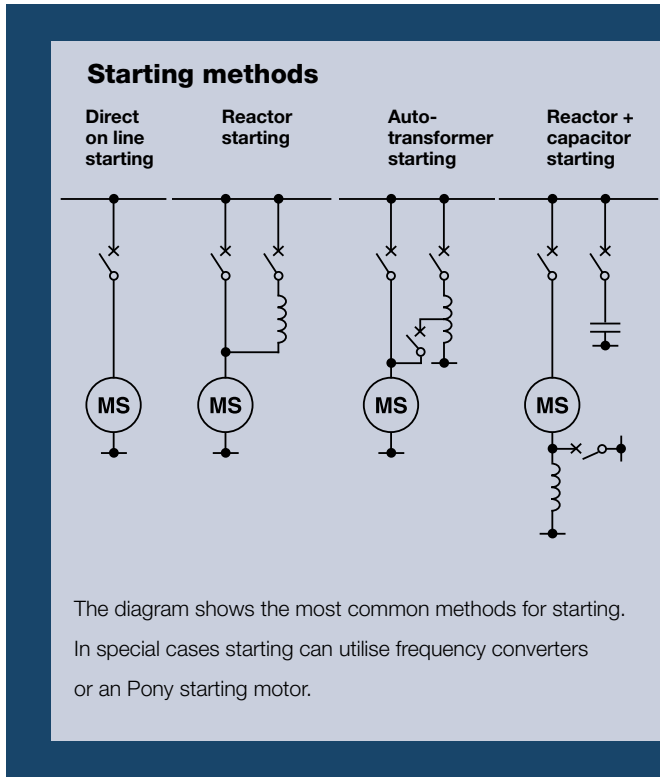 Starting methods
Direct
on line
starting
Reactor
starting
Auto-
transformer
starting
Reactor +
capacitor
starting
MS
MS
MS
MS
The diagram shows the most common methods for starting.
In special cases starting can utilise frequency converters
or an Pony starting motor.